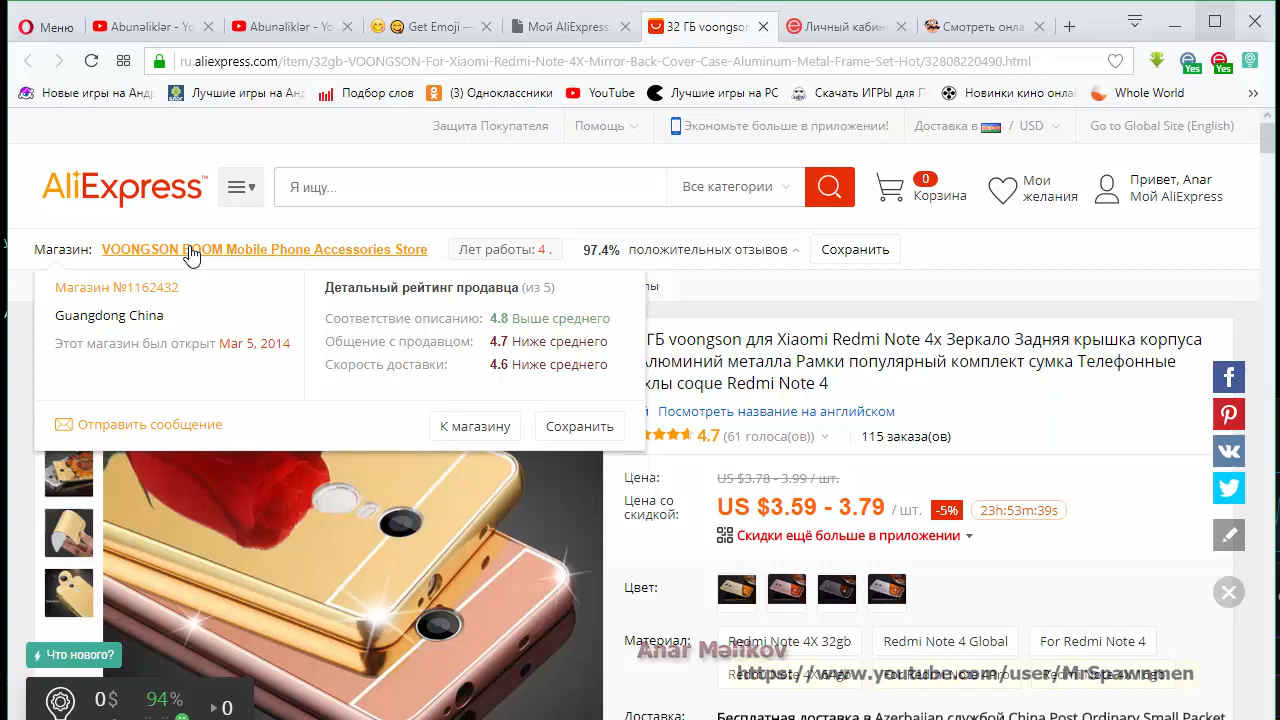 Меню
Abunəliklər - Yo
Abunəliklər - Yo
Get Emoji —
Мой AliExpress:
32 ГБ voongson
Личный кабин
Смотреть онла
ru.aliexpress.com/item/32gb-VOONGSON-For-Xiaomi-Redmi-Note-4X-Mirror-Back-Cover-Case-Aluminum-Metal-Frame-Set-Hot/32803220490.html
Yes
Yes
Новые игры на Анд
Лучшие игры на Ан
Подбор слов
(3) Одноклассники
YouTube
Лучшие игры на PC
Скачать ИГРЫ для П
Новинки кино онла
Whole World
Защита Покупателя
Помощь
Экономьте больше в приложении!
Доставка в / USD
Go to Global Site (English)
AliExpress
Я ищу...
Все категории
0
Корзина
Мои
желания
Привет, Anar
Мой AliExpress
Магазин: VOONGSON BOOM Mobile Phone Accessories Store
Лет работы: 4 .
97.4% положительных отзывов
Сохранить
Магазин №1162432
Guangdong China
Этот магазин был открыт Mar 5, 2014
Детальный рейтинг продавца (из 5)
Соответствие описанию: 4.8 Выше среднего
Общение с продавцом: 4.7 Ниже среднего
Скорость доставки: 4.6 Ниже среднего
Отправить сообщение
К магазину
Сохранить
ГБ voongson для Xiaomi Redmi Note 4x Зеркало Задняя крышка корпуса
Алюминий металла Рамки популярный комплект сумка Телефонные
хлы coque Redmi Note 4
Посмотреть название на английском
4.7 (61 голоса(ов))
115 заказа(ов)
Цена: US $3.78 - 3.99 / шт.
Цена со
скидкой:
US $3.59 - 3.79 / шт.
-5%
23h:53m:39s
Скидки ещё больше в приложении
Цвет:
Материал:
Redmi Note 4X 32gb
Redmi Note 4 Global
For Redmi Note 4
Anar Məlikov
https://www.youtube.com/user/MrSpawnmen
Что нового?
0$
94%
0
Доставка: Бесплатная доставка в Azerbaijan службой China Post Ordinary Small Packet